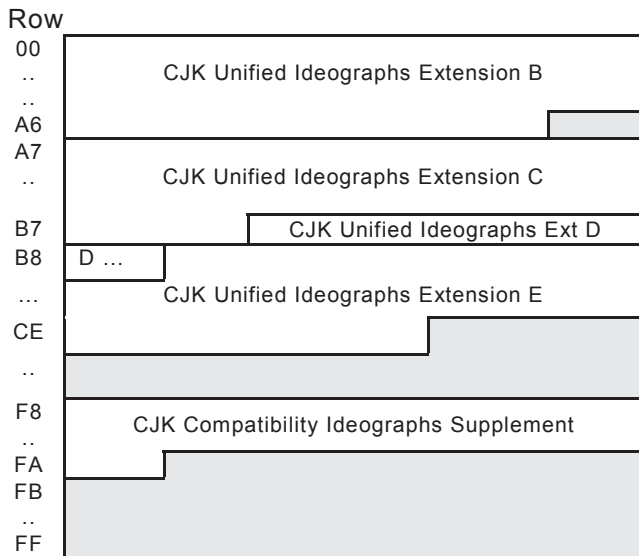 Row
00
CJK Unified Ideographs Extension B
..
..
A6
A7
CJK Unified Ideographs Extension C
..
B7
CJK Unified Ideographs Ext D
B8
D ...
...
CJK Unified Ideographs Extension E
CE
..
F8
CJK Compatibility Ideographs Supplement
..
FA
FB
..
FF